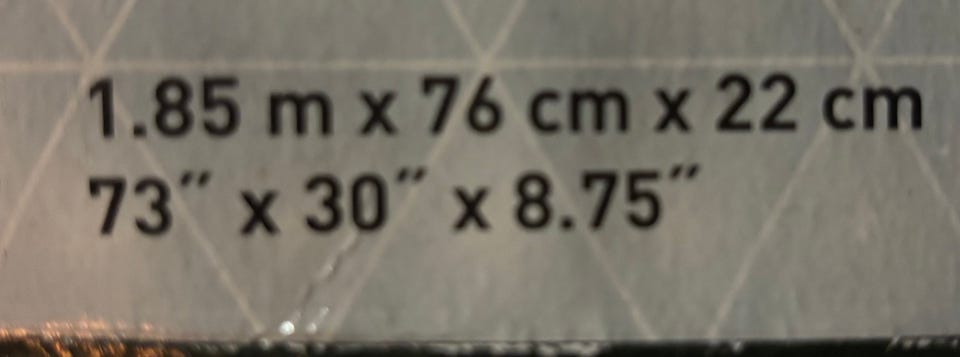 1.85 m x 76 cm x 22 cm
73″ x 30″ x 8.75″